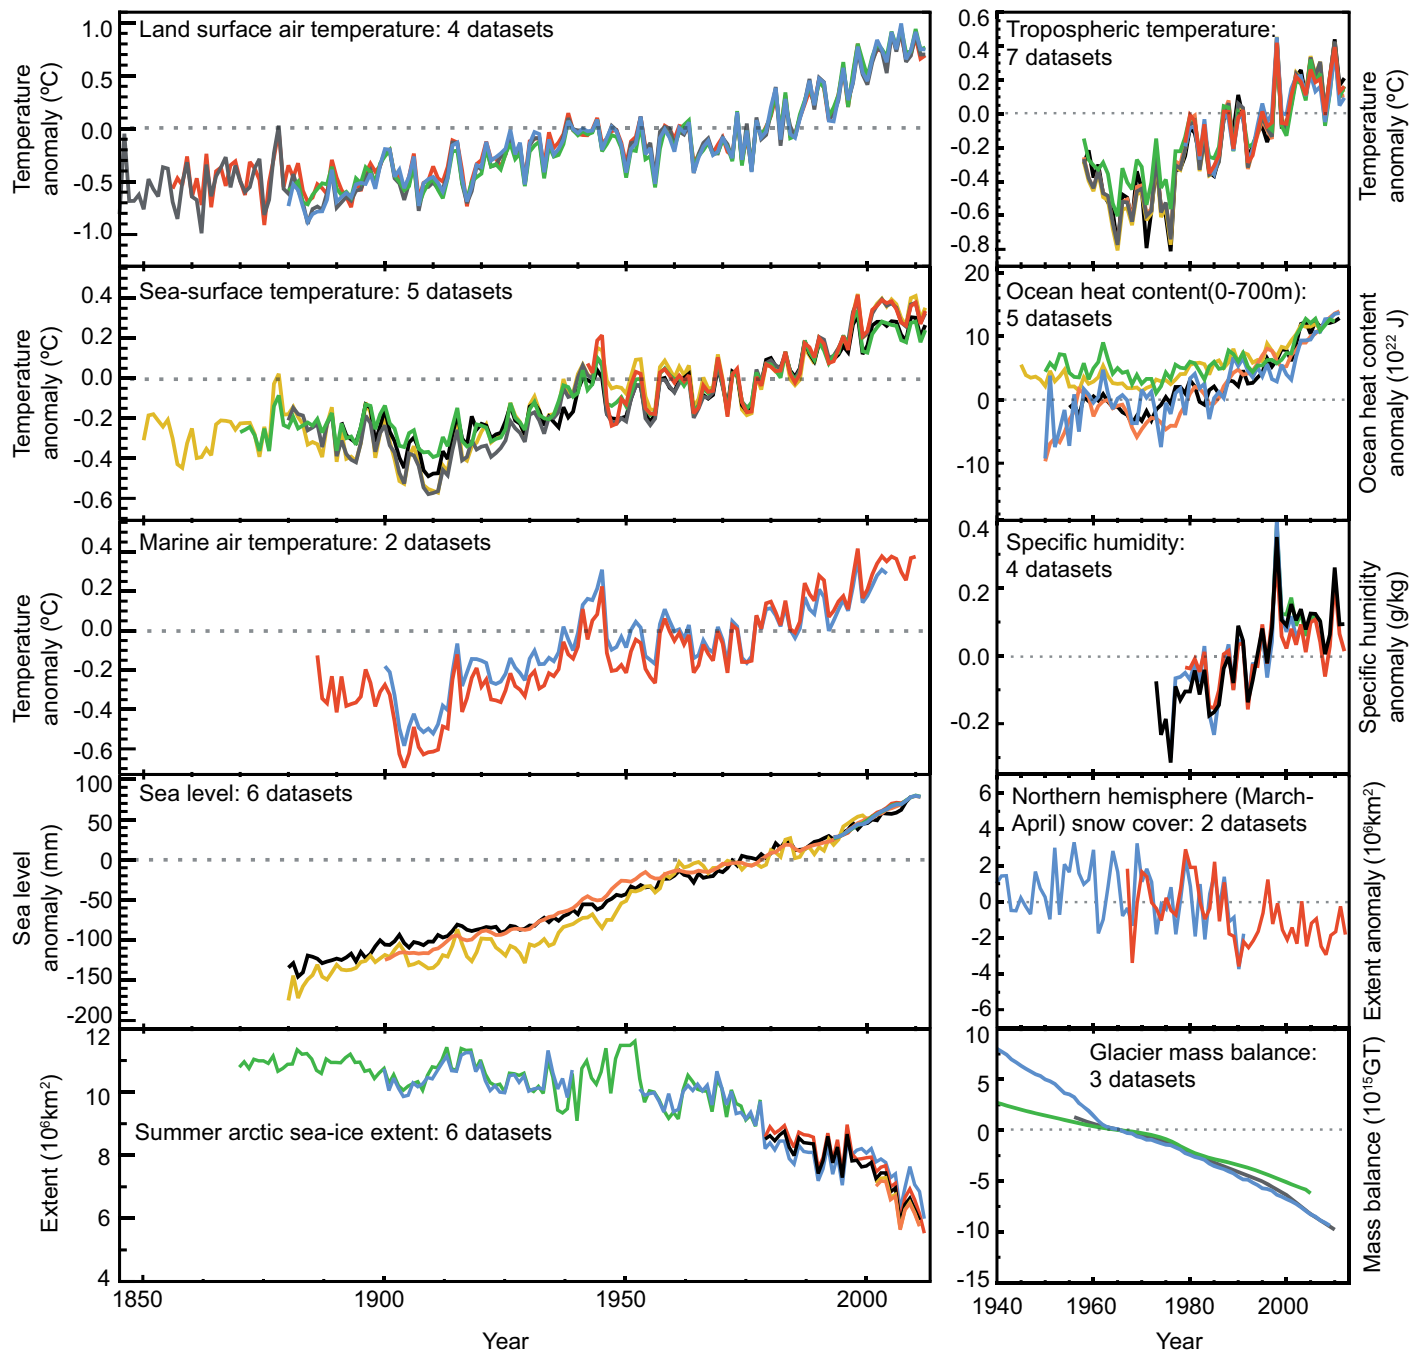 Land surface air temperature: 4 datasets
1.0
0.5
0.0
-0.5
-1.0
Temperature
anomaly (ºC)
Sea-surface temperature: 5 datasets
0.4
0.2
0.0
-0.2
-0.4
-0.6
Temperature
anomaly (ºC)
Marine air temperature: 2 datasets
0.4
0.2
0.0
-0.2
-0.4
-0.6
Temperature
anomaly (ºC)
Sea level: 6 datasets
100
50
0
-50
-100
-150
-200
Sea level
anomaly (mm)
Summer arctic sea-ice extent: 6 datasets
12
10
8
6
4
Extent (10⁶km²)
1850
1900
1950
2000
Year
Tropospheric temperature:
7 datasets
0.6
0.4
0.2
0.0
-0.2
-0.4
-0.6
-0.8
Temperature
anomaly (ºC)
Ocean heat content(0-700m):
5 datasets
20
10
0
-10
Ocean heat content
anomaly (10²² J)
Specific humidity:
4 datasets
0.4
0.2
0.0
-0.2
Specific humidity
anomaly (g/kg)
Northern hemisphere (March-
April) snow cover: 2 datasets
6
4
2
0
-2
-4
-6
Extent anomaly (10⁶km²)
Glacier mass balance:
3 datasets
10
5
0
-5
-10
-15
Mass balance (10¹⁵GT)
1940
1960
1980
2000
Year